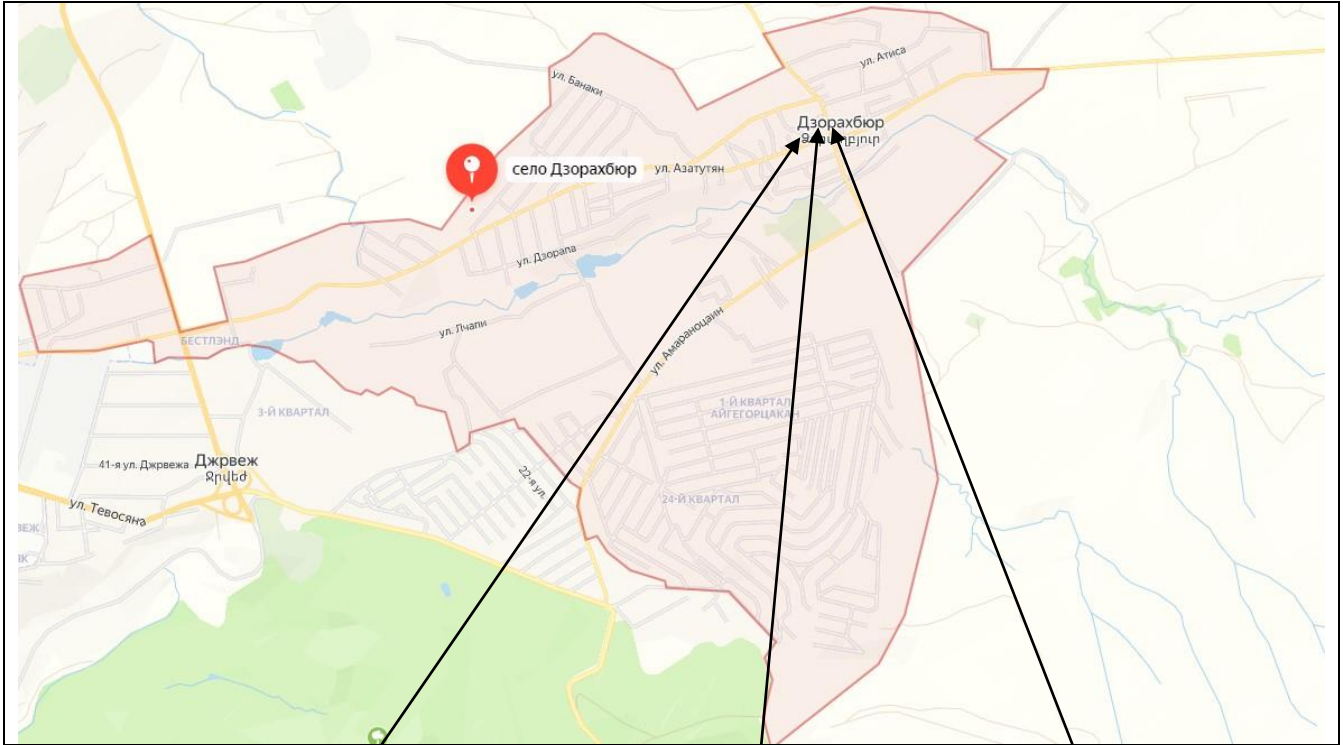 ул. Атиса
ул. Банаки
Дзорахбюр
село Дзорахбюр
ул. Азатутян
ул. Дзорапа
ул. Лчапи
БЕСТЛЭНД
ул. Амараноцаин
3-Й КВАРТАЛ
1-Й КВАРТАЛ
АЙГЕГОРЦАКАН
41-я ул. Джрвежа
Джрвеж
Ջրվեժ
22-я ул.
24-Й КВАРТАЛ
ул. Тевосяна